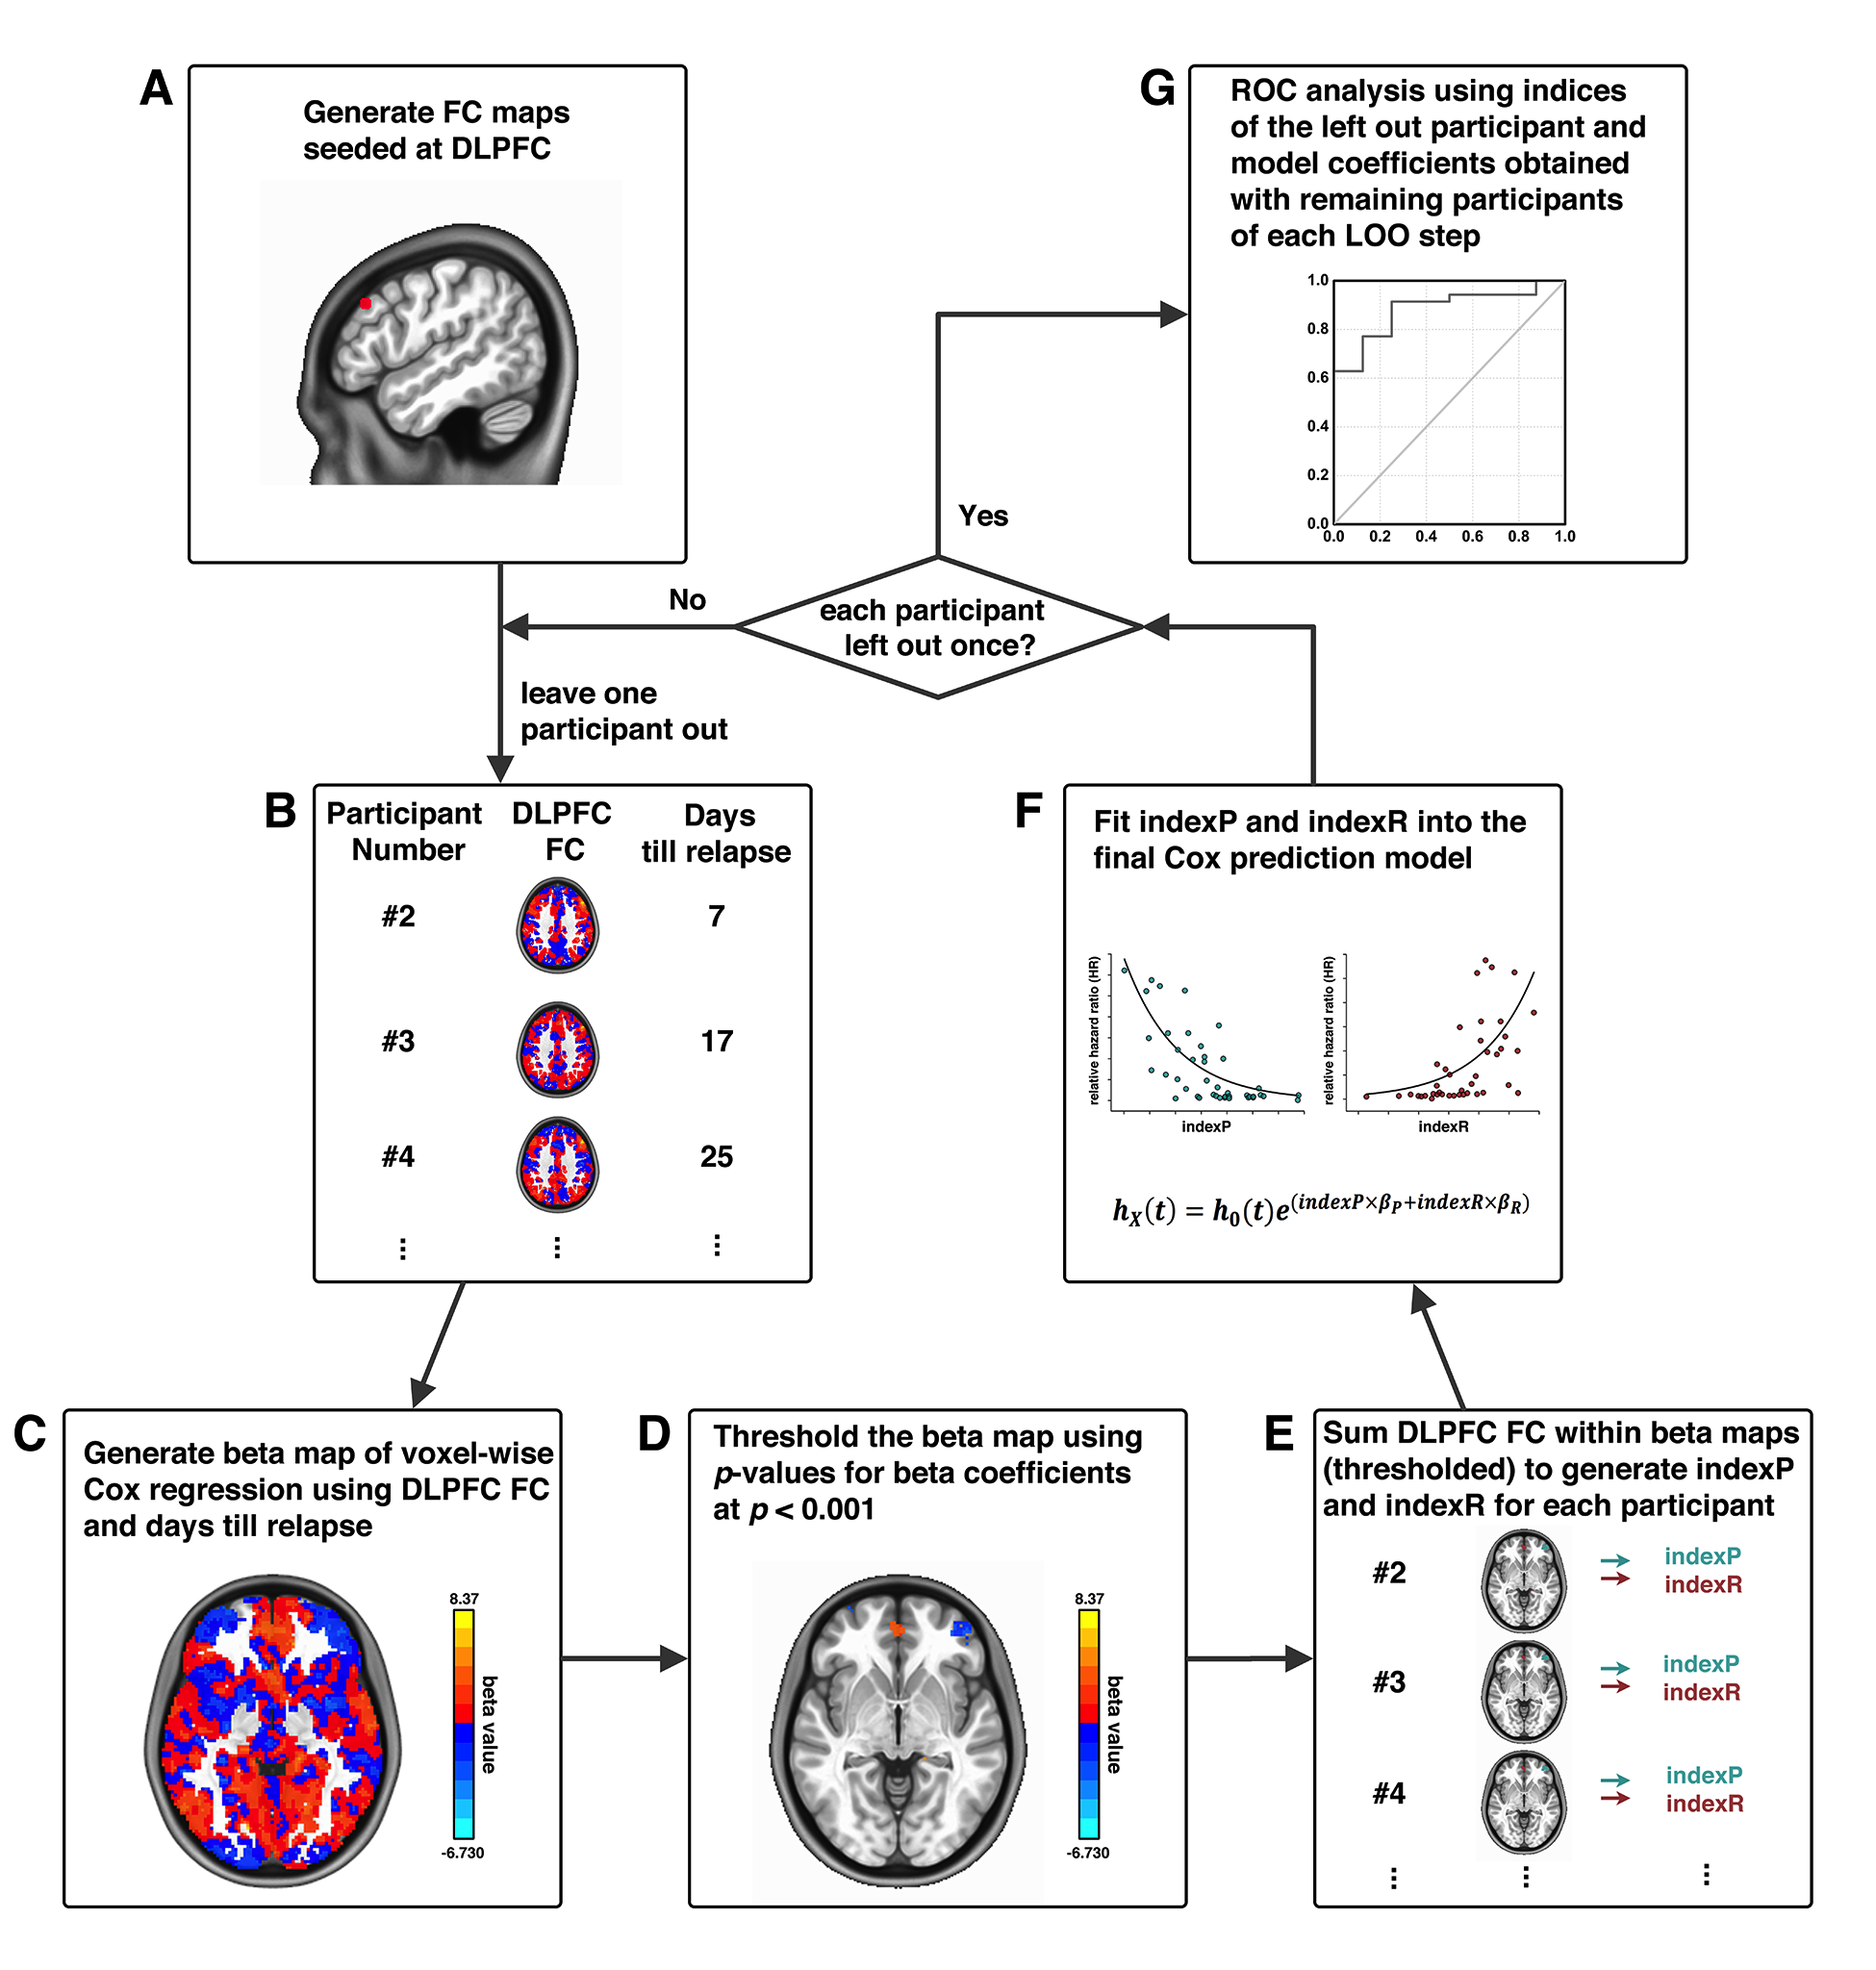 A
Generate FC maps
seeded at DLPFC
G
ROC analysis using indices
of the left out participant and
model coefficients obtained
with remaining participants
of each LOO step
1.0
0.8
0.6
0.4
0.2
0.0
0.0 0.2 0.4 0.6 0.8 1.0
Yes
No
each participant
left out once?
leave one
participant out
B
Participant Number
DLPFC FC
Days till relapse
#2 7
#3 17
#4 25
⋮ ⋮ ⋮
F
Fit indexP and indexR into the
final Cox prediction model
relative hazard ratio (HR)
indexP
relative hazard ratio (HR)
indexR
h_X(t) = h_0(t)e^(indexP×β_P+indexR×β_R)
C
Generate beta map of voxel-wise
Cox regression using DLPFC FC
and days till relapse
8.37
beta value
-6.730
D
Threshold the beta map using
p-values for beta coefficients
at p < 0.001
8.37
beta value
-6.730
E
Sum DLPFC FC within beta maps
(thresholded) to generate indexP
and indexR for each participant
#2
indexP
indexR
#3
indexP
indexR
#4
indexP
indexR
⋮ ⋮ ⋮